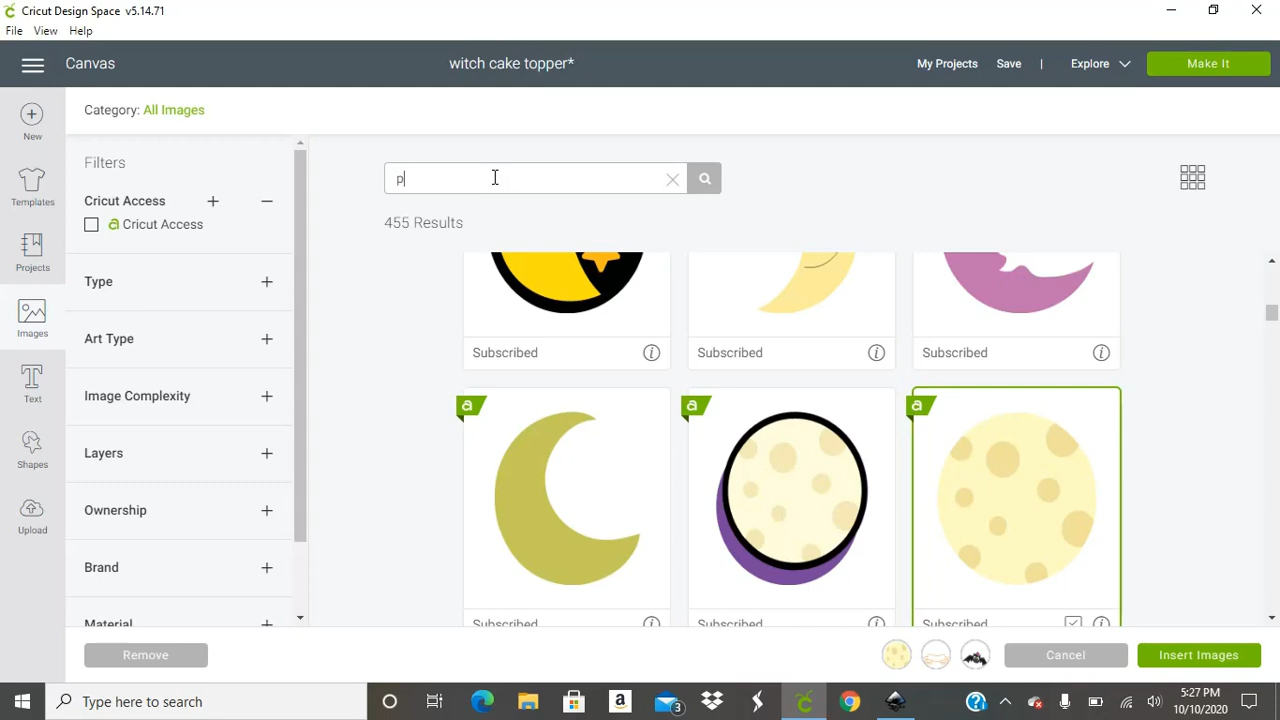 Cricut Design Space v5.14.71
File View Help
Canvas
witch cake topper*
My Projects Save | Explore Make It
New
Templates
Projects
Images
Text
Shapes
Upload
Category: All Images
Filters
Cricut Access
a Cricut Access
Type
Art Type
Image Complexity
Layers
Ownership
Brand
Material
p
455 Results
Subscribed
Subscribed
Subscribed
a
a
a
Subscribed
Subscribed
Subscribed
Remove
Cancel
Insert Images
Type here to search
3
5:27 PM
10/10/2020